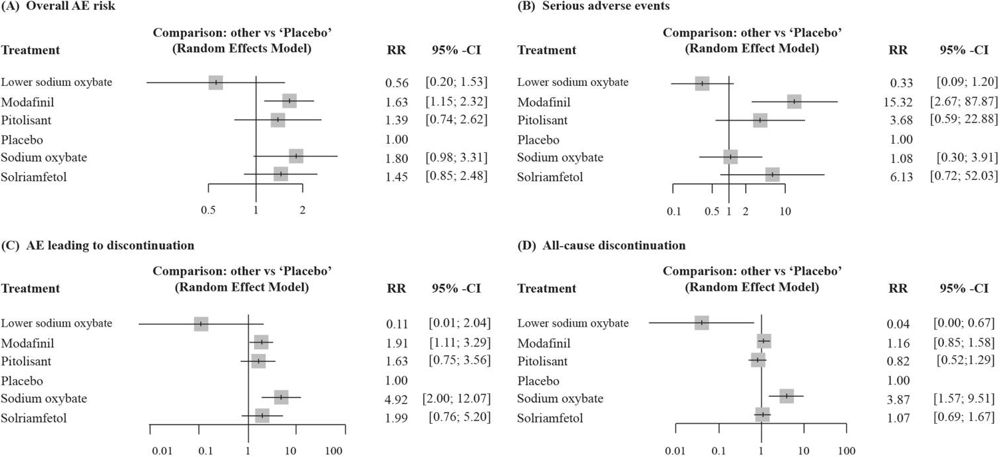 (A) Overall AE risk
Comparison: other vs ‘Placebo’
Treatment (Random Effects Model) RR 95% -CI
Lower sodium oxybate 0.56 [0.20; 1.53]
Modafinil 1.63 [1.15; 2.32]
Pitolisant 1.39 [0.74; 2.62]
Placebo 1.00
Sodium oxybate 1.80 [0.98; 3.31]
Solriamfetol 1.45 [0.85; 2.48]
0.5 1 2
(B) Serious adverse events
Comparison: other vs ‘Placebo’
Treatment (Random Effect Model) RR 95% -CI
Lower sodium oxybate 0.33 [0.09; 1.20]
Modafinil 15.32 [2.67; 87.87]
Pitolisant 3.68 [0.59; 22.88]
Placebo 1.00
Sodium oxybate 1.08 [0.30; 3.91]
Solriamfetol 6.13 [0.72; 52.03]
0.1 0.5 1 2 10
(C) AE leading to discontinuation
Comparison: other vs ‘Placebo’
Treatment (Random Effect Model) RR 95% -CI
Lower sodium oxybate 0.11 [0.01; 2.04]
Modafinil 1.91 [1.11; 3.29]
Pitolisant 1.63 [0.75; 3.56]
Placebo 1.00
Sodium oxybate 4.92 [2.00; 12.07]
Solriamfetol 1.99 [0.76; 5.20]
0.01 0.1 1 10 100
(D) All-cause discontinuation
Comparison: other vs ‘Placebo’
Treatment (Random Effect Model) RR 95% -CI
Lower sodium oxybate 0.04 [0.00; 0.67]
Modafinil 1.16 [0.85; 1.58]
Pitolisant 0.82 [0.52;1.29]
Placebo 1.00
Sodium oxybate 3.87 [1.57; 9.51]
Solriamfetol 1.07 [0.69; 1.67]
0.01 0.1 1 10 100